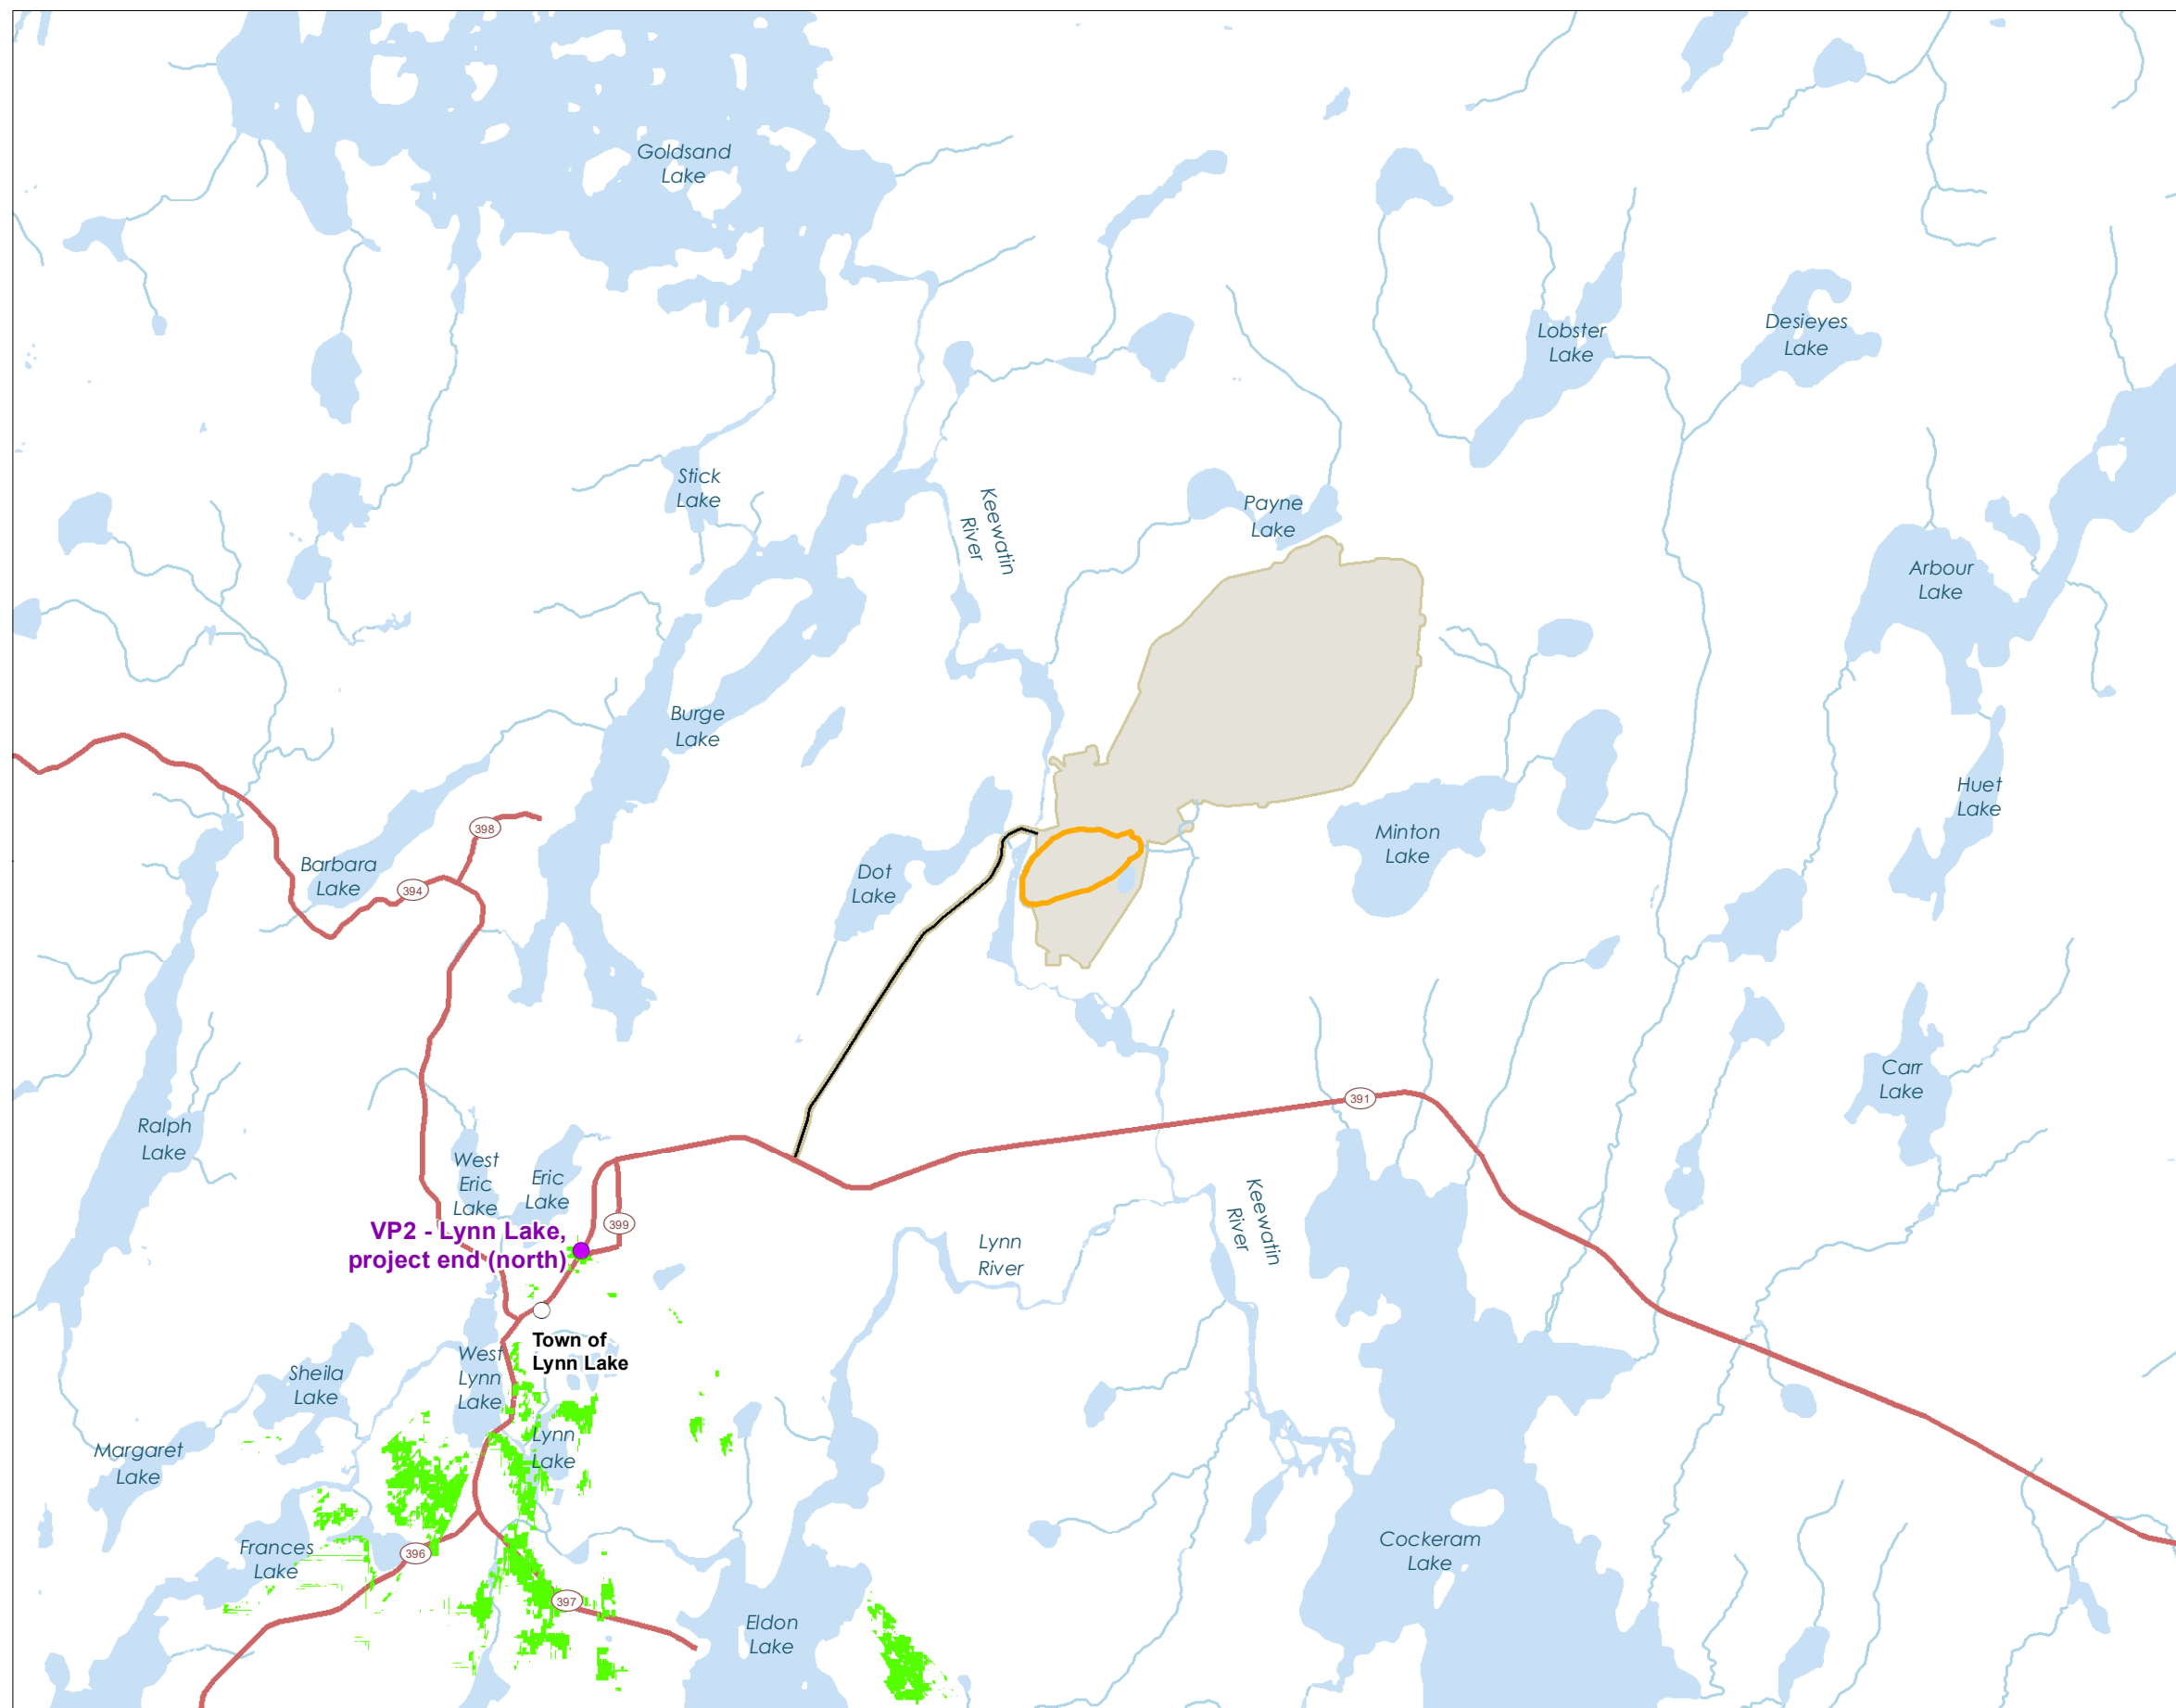 Goldsand
Lake
Lobster
Lake
Desieyes
Lake
Stick
Lake
Keewatin
River
Payne
Lake
Arbour
Lake
Burge
Lake
Huet
Lake
398
Barbara
Lake
394
Dot
Lake
Minton
Lake
391
Carr
Lake
Ralph
Lake
West
Eric
Lake
Eric
Lake
399
VP2 - Lynn Lake,
project end (north)
Lynn
River
Keewatin
River
Town of
Lynn Lake
West
Lynn
Lake
Sheila
Lake
Margaret
Lake
Lynn
Lake
Frances
Lake
396
397
Eldon
Lake
Cockeram
Lake